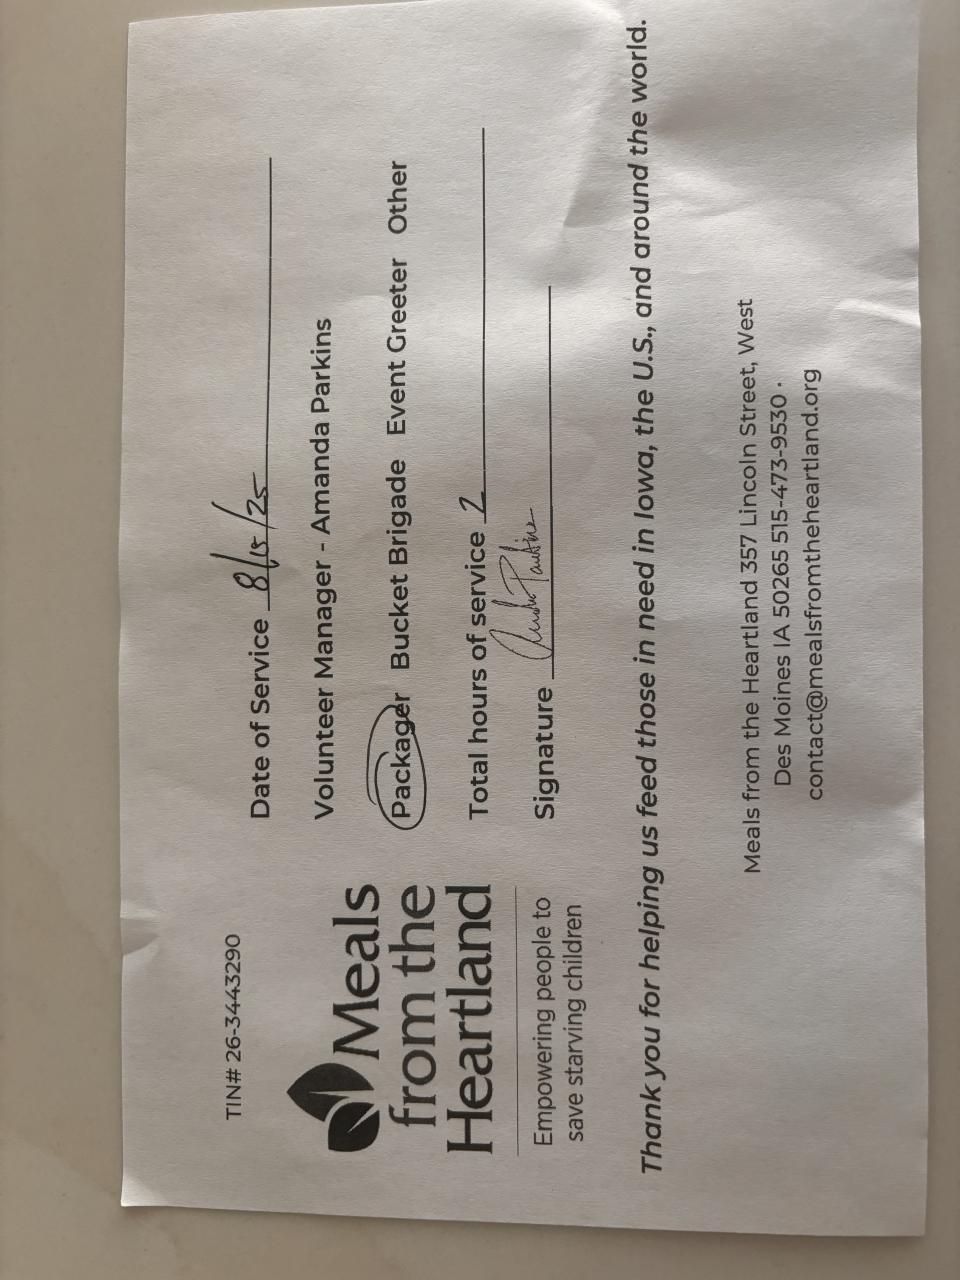 TIN# 26-3443290
Meals
from the
Heartland
Empowering people to
save starving children
Date of Service 8/15/25
Volunteer Manager - Amanda Parkins
Packager Bucket Brigade Event Greeter Other
Total hours of service 2
Signature Amanda Parkins
Thank you for helping us feed those in need in Iowa, the U.S., and around the world.
Meals from the Heartland 357 Lincoln Street, West
Des Moines IA 50265 515-473-9530 ·
contact@mealsfromtheheartland.org